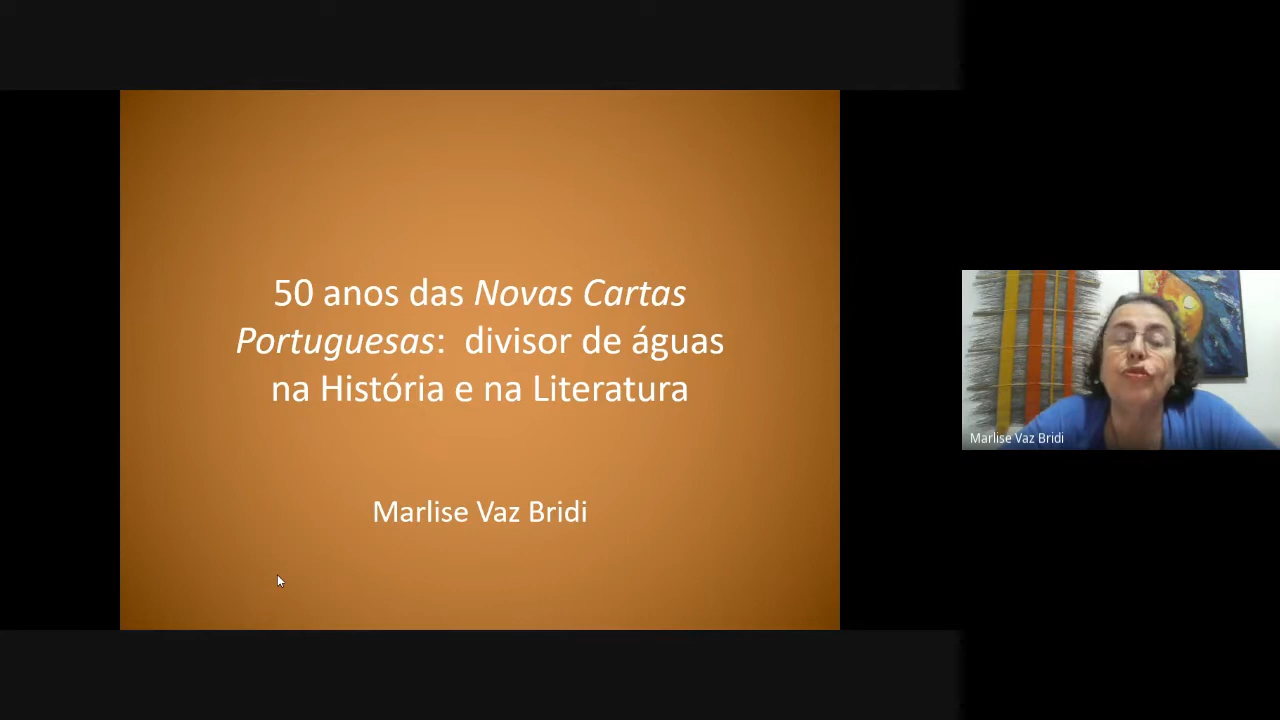 50 anos das Novas Cartas
Portuguesas:  divisor de águas
na História e na Literatura
Marlise Vaz Bridi
Marlise Vaz Bridi